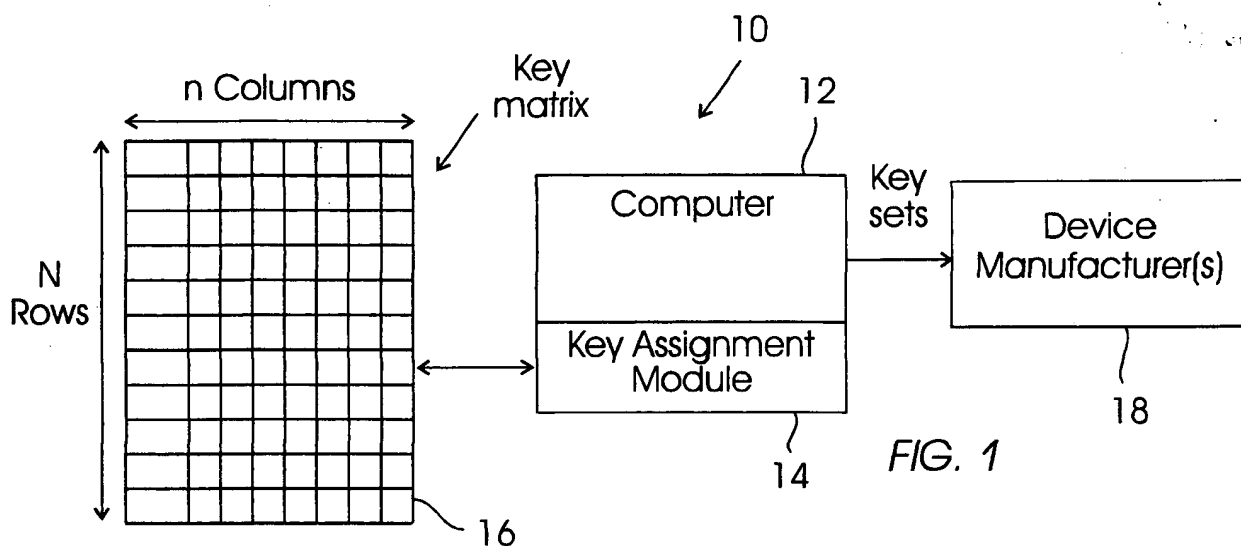 10
12
n Columns
Key
matrix
Computer
Key
sets
Device
Manufacturer(s)
N
Rows
Key Assignment
Module
18
14
FIG. 1
16